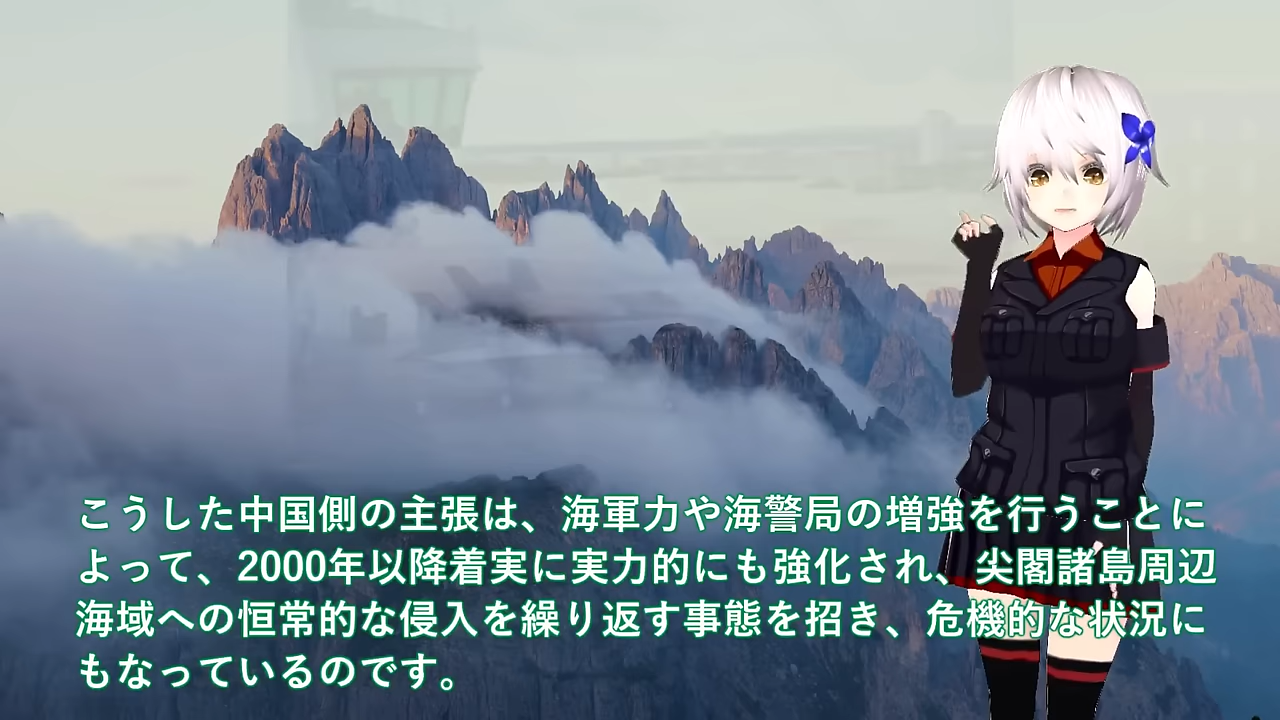 こうした中国側の主張は、海軍力や海警局の増強を行うことに
よって、2000年以降着実に実力的にも強化され、尖閣諸島周辺
海域への恒常的な侵入を繰り返す事態を招き、危機的な状況に
もなっているのです。